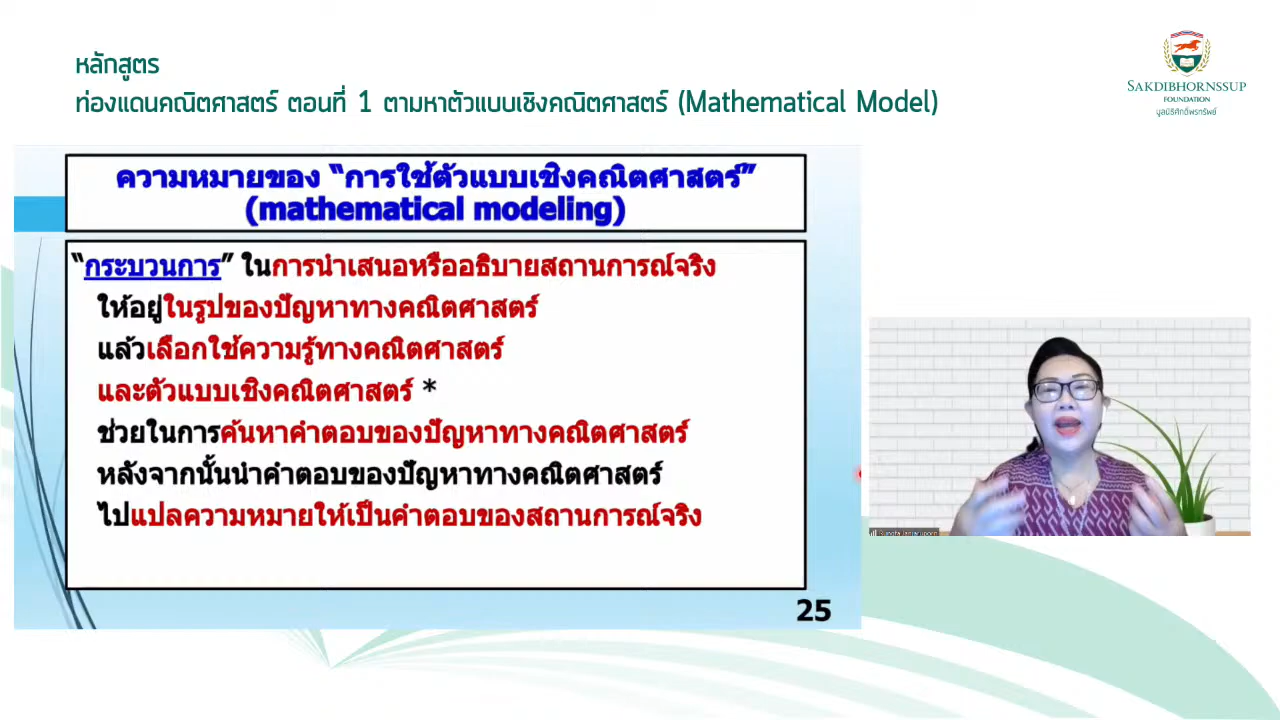 หลักสูตร
ท่องแดนคณิตศาสตร์ ตอนที่ 1 ตามหาตัวแบบเชิงคณิตศาสตร์ (Mathematical Model)
SAKDIBHORNSSUP
FOUNDATION
มูลนิธิศักดิ์พรทรัพย์
ความหมายของ “การใช้ตัวแบบเชิงคณิตศาสตร์”
(mathematical modeling)
“กระบวนการ” ในการนำเสนอหรืออธิบายสถานการณ์จริง
ให้อยู่ในรูปของปัญหาทางคณิตศาสตร์
แล้วเลือกใช้ความรู้ทางคณิตศาสตร์
และตัวแบบเชิงคณิตศาสตร์ *
ช่วยในการค้นหาคำตอบของปัญหาทางคณิตศาสตร์
หลังจากนั้นนำคำตอบของปัญหาทางคณิตศาสตร์
ไปแปลความหมายให้เป็นคำตอบของสถานการณ์จริง
25